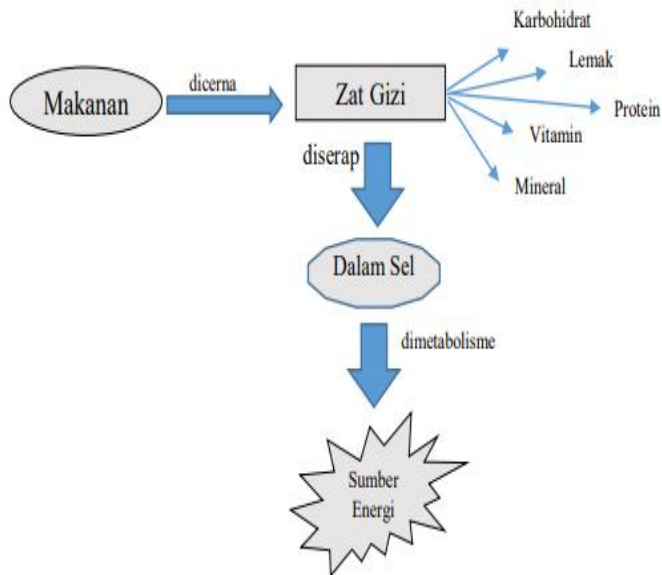 Makanan
dicerna
Zat Gizi
Karbohidrat
Lemak
Protein
Vitamin
Mineral
diserap
Dalam Sel
dimetabolisme
Sumber
Energi